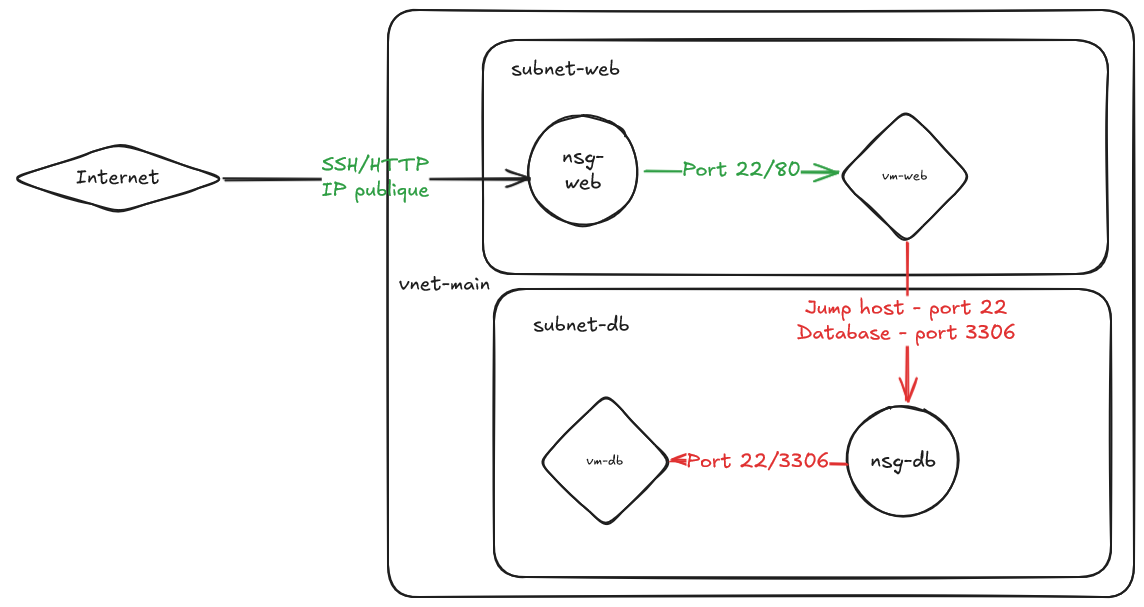 subnet-web
Internet
SSH/HTTP
IP publique
nsg-
web
Port 22/80
vm-web
vnet-main
subnet-db
Jump host - port 22
Database - port 3306
vm-db
Port 22/3306
nsg-db